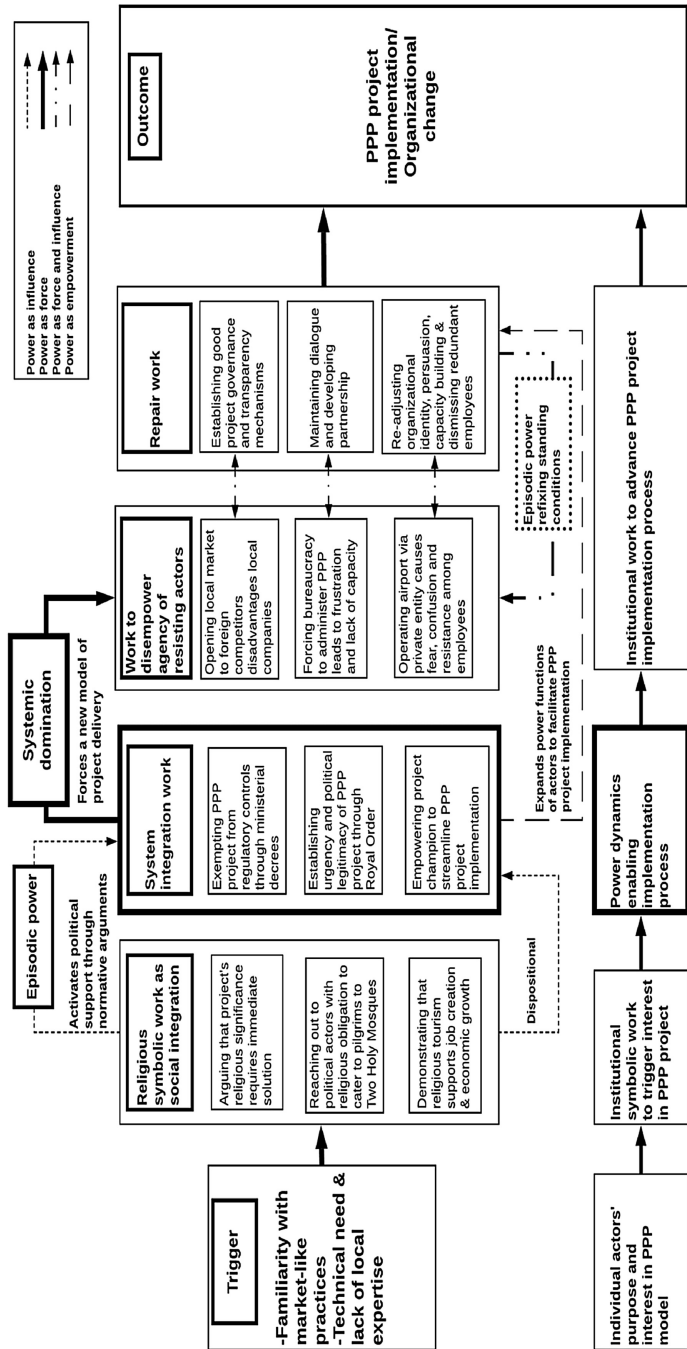 Power as influence
Power as force
Power as force and influence
Power as empowerment
Trigger
-Familiarity with
market-like
practices
-Technical need &
lack of local
expertise
Episodic power
Activates political
support through
normative arguments
Religious
symbolic work as
social integration
Arguing that project's
religious significance
requires immediate
solution
Reaching out to
political actors with
religious obligation to
cater to pilgrims to
Two Holy Mosques
Demonstrating that
religious tourism
supports job creation
& economic growth
Dispositional
Systemic
domination
Forces a new model of
project delivery
System
integration work
Exempling PPP
project from
regulatory controls
through ministerial
decrees
Establishing
urgency and political
legitimacy of PPP
project through
Royal Order
Empowering project
champion to
streamline PPP
project
implementation
Expands power functions
of actors to facilitate PPP
project implementation
Work to
disempower
agency of
resisting actors
Opening local market
to foreign
competitors
disadvantages local
companies
Forcing bureaucracy
to administer PPP
leads to frustration
and lack of capacity
Operating airport via
private entity causes
fear, confusion and
resistance among
employees
Episodic power
refixing standing
conditions
Repair work
Establishing good
project governance
and transparency
mechanisms
Maintaining dialogue
and developing
partnership
Re-adjusting
organizational
identity, persuasion,
capacity building &
dismissing redundant
employees
Outcome
PPP project
implementation/
Organizational
change
Individual actors'
purpose and
interest in PPP
model
Institutional
symbolic work
to trigger interest
in PPP project
Power dynamics
enabling
implementation
process
Institutional work to advance PPP project
implementation process